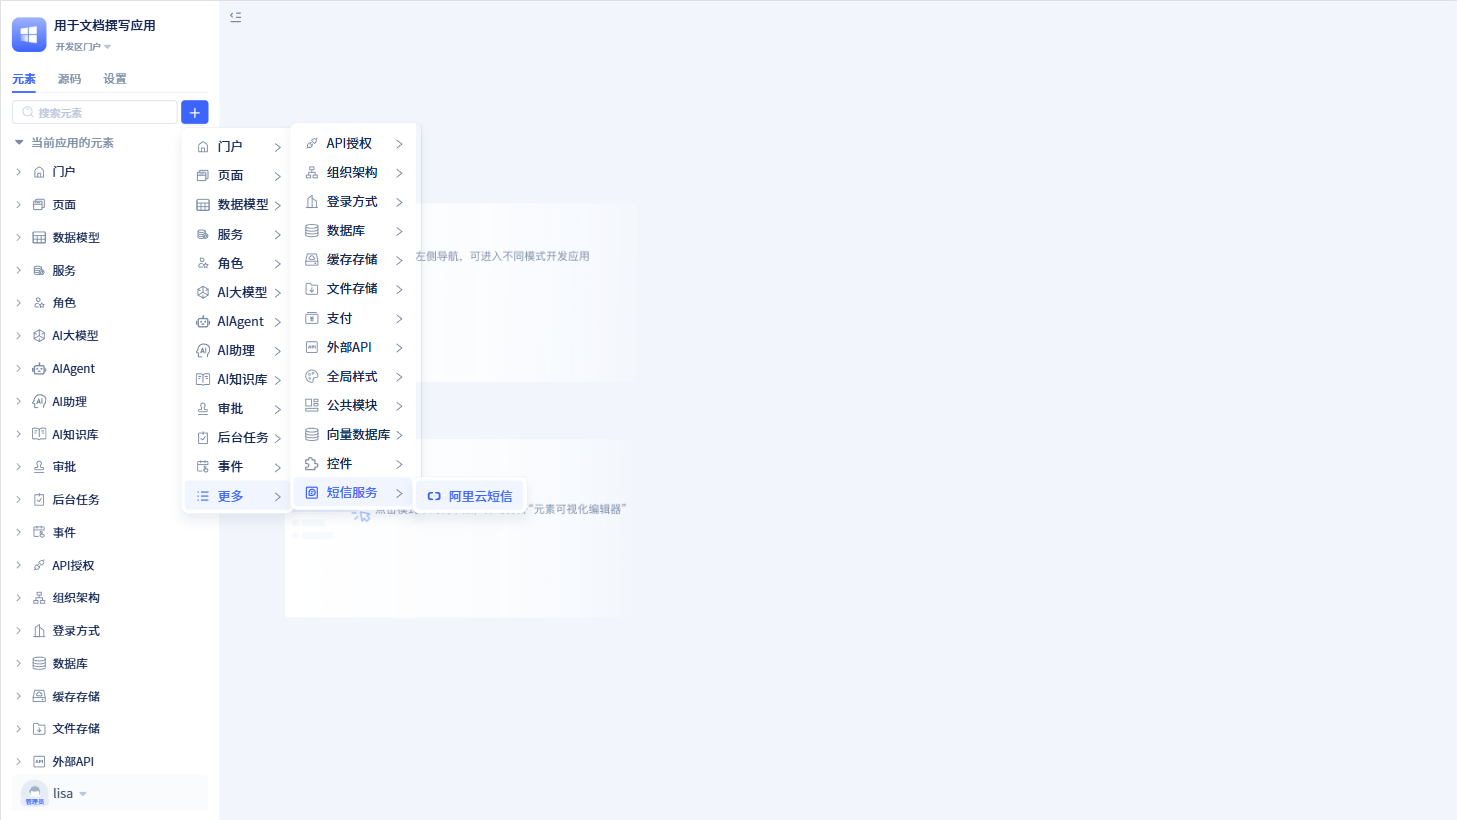 用于文档撰写应用
开发区门户
元素 源码 设置
搜索元素
当前应用的元素
门户
页面
数据模型
服务
角色
AI大模型
AIAgent
AI助理
AI知识库
审批
后台任务
事件
API授权
组织架构
登录方式
数据库
缓存存储
文件存储
外部API
管理员
lisa
门户
页面
数据模型
服务
角色
AI大模型
AIAgent
AI助理
AI知识库
审批
后台任务
事件
更多
API授权
组织架构
登录方式
数据库
缓存存储
文件存储
支付
外部API
全局样式
公共模块
向量数据库
控件
短信服务
阿里云短信
左侧导航，可进入不同模式开发应用
点击模
“元素可视化编辑器”